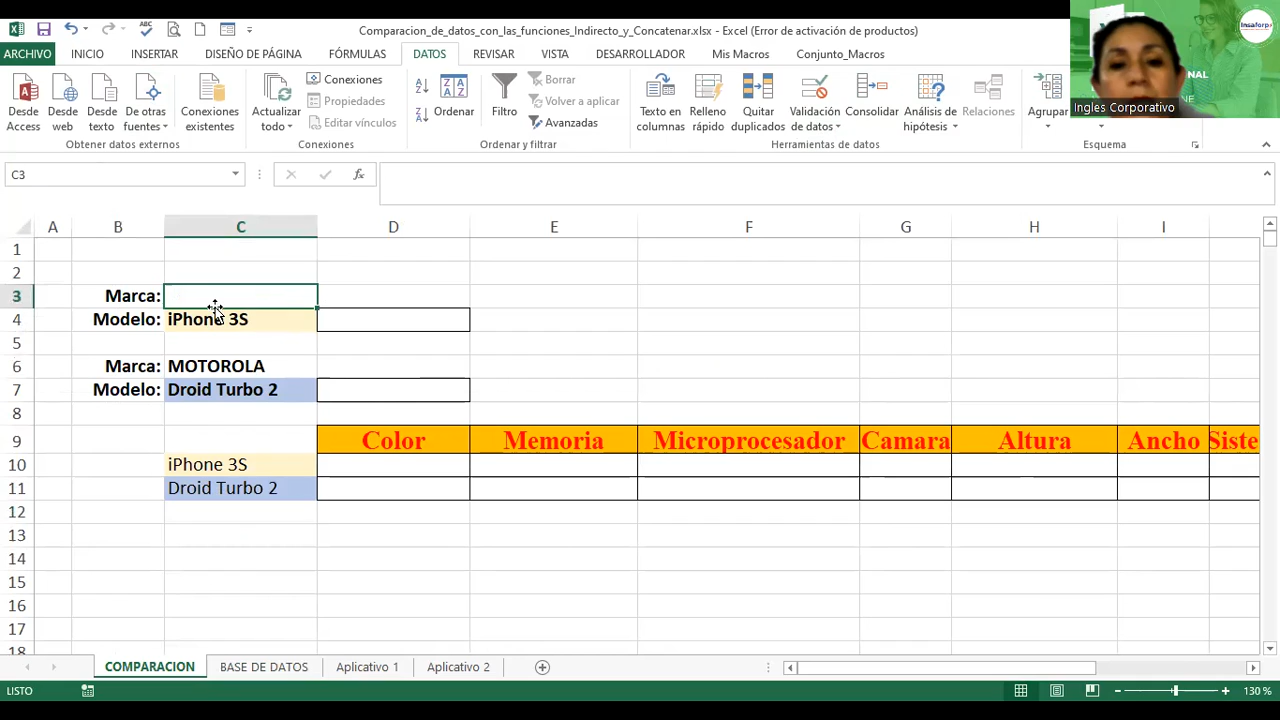 Comparacion_de_datos_con_las_funciones_Indirecto_y_Concatenar.xlsx - Excel (Error de activación de productos)
ARCHIVO INICIO INSERTAR DISEÑO DE PÁGINA FÓRMULAS DATOS REVISAR VISTA DESARROLLADOR Mis Macros Conjunto_Macros
Desde Access
Desde web
Desde texto
De otras fuentes
Conexiones existentes
Actualizar todo
Conexiones
Propiedades
Editar vínculos
Ordenar
Filtro
Borrar
Volver a aplicar
Avanzadas
Texto en columnas
Relleno rápido
Quitar duplicados
Validación de datos
Consolidar
Análisis de hipótesis
Relaciones
Agrupar
Obtener datos externos Conexiones Ordenar y filtrar Herramientas de datos Esquema
Insaforp
NAL
NE
Ingles Corporativo
C3 fx
A B C D E F G H I
1
2
3 Marca:
4 Modelo: iPhone 3S
5
6 Marca: MOTOROLA
7 Modelo: Droid Turbo 2
8
9 Color Memoria Microprocesador Camara Altura Ancho Siste
10 iPhone 3S
11 Droid Turbo 2
12
13
14
15
16
17
18
COMPARACION BASE DE DATOS Aplicativo 1 Aplicativo 2
LISTO 130 %